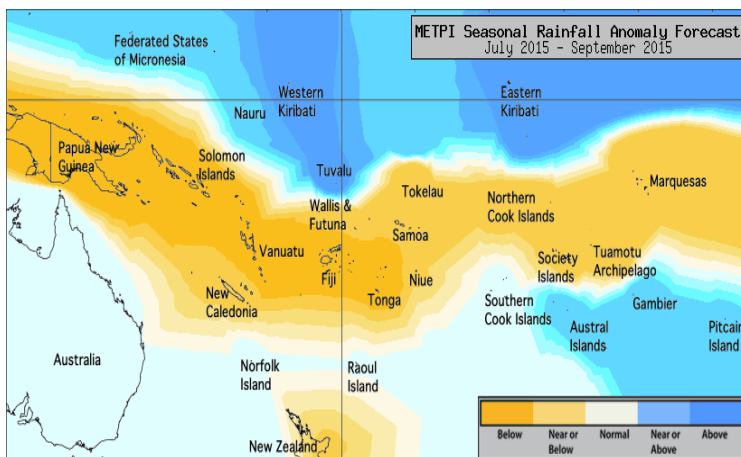 METPI Seasonal Rainfall Anomaly Forecast
July 2015 - September 2015
Federated States
of Micronesia
Western
Kiribati
Eastern
Kiribati
Nauru
Papua New
Guinea
Solomon
Islands
Tuvalu
Tokelau
Northern
Cook Islands
Marquesas
Wallis &
Futuna
Samoa
Vanuatu
Fiji
Niue
Society
Islands
Tuamotu
Archipelago
New
Caledonia
Tonga
Southern
Cook Islands
Gambier
Austral
Islands
Pitcairn
Island
Australia
Norfolk
Island
Raoul
Island
New Zealand
Below
Near or
Below
Normal
Near or
Above
Above